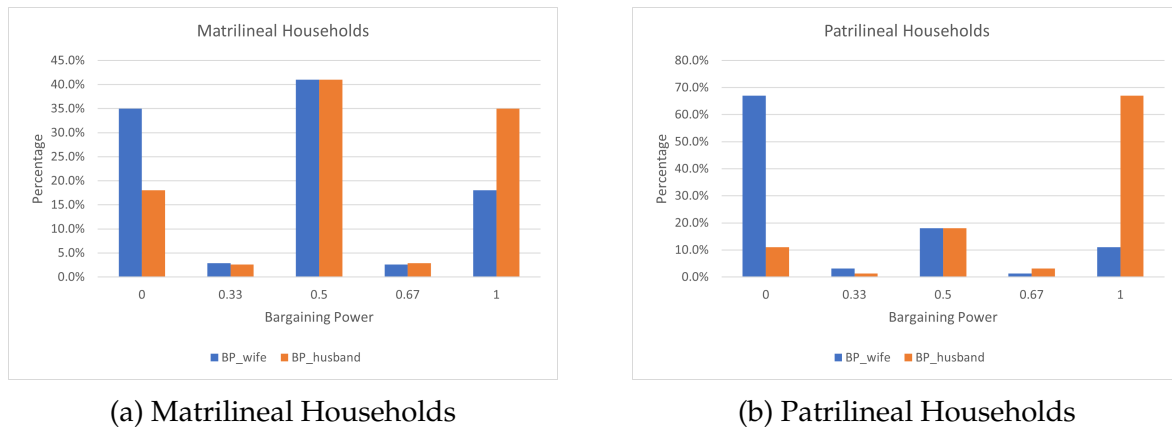 Matrilineal Households
45.0%
40.0%
35.0%
30.0%
25.0%
20.0%
15.0%
10.0%
5.0%
0.0%
Percentage
0 0.33 0.5 0.67 1
Bargaining Power
BP_wife BP_husband
(a) Matrilineal Households
Patrilineal Households
80.0%
70.0%
60.0%
50.0%
40.0%
30.0%
20.0%
10.0%
0.0%
Percentage
0 0.33 0.5 0.67 1
Bargaining Power
BP_wife BP_husband
(b) Patrilineal Households